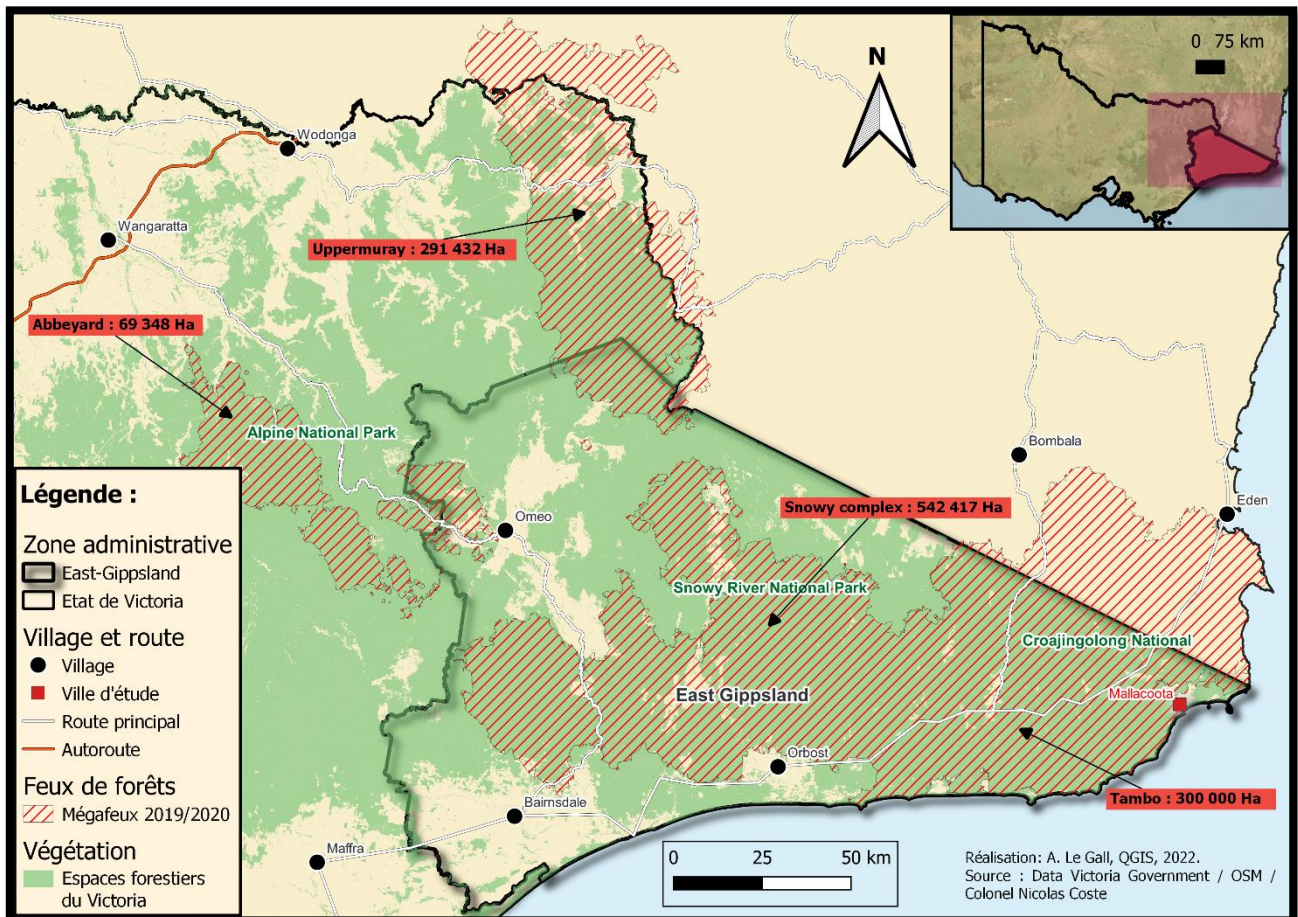 0 75 km
N
Wodonga
Wangaratta
Uppermuray : 291 432 Ha
Abbeyard : 69 348 Ha
Alpine National Park
Bombala
Eden
Omeo
Snowy complex : 542 417 Ha
Snowy River National Park
Croajingolong National
East Gippsland
Mallacoota
Orbost
Tambo : 300 000 Ha
Bairnsdale
Maffra
Légende :
Zone administrative
East-Gippsland
Etat de Victoria
Village et route
Village
Ville d'étude
Route principal
Autoroute
Feux de forêts
Mégafeux 2019/2020
Végétation
Espaces forestiers
du Victoria
0 25 50 km
Réalisation: A. Le Gall, QGIS, 2022.
Source : Data Victoria Government / OSM /
Colonel Nicolas Coste